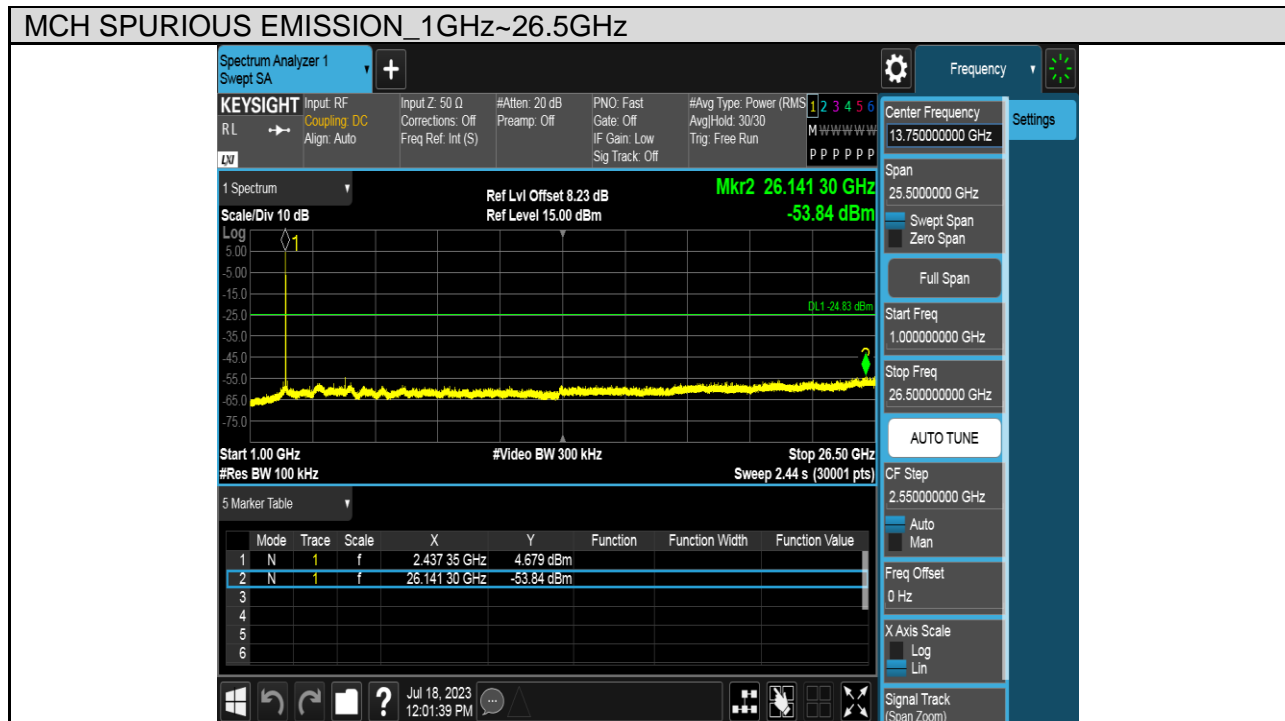 MCH SPURIOUS EMISSION_1GHz~26.5GHz
Spectrum Analyzer 1
Swept SA
+
Frequency
KEYSIGHT
RL
LXI
Input: RF
Coupling: DC
Align: Auto
Input Z: 50 Ω
Corrections: Off
Freq Ref: Int (S)
#Atten: 20 dB
Preamp: Off
PNO: Fast
Gate: Off
IF Gain: Low
Sig Track: Off
#Avg Type: Power (RMS
Avg|Hold: 30/30
Trig: Free Run
1 2 3 4 5 6
M W W W W W
P P P P P P
Center Frequency
13.750000000 GHz
Settings
1 Spectrum
Scale/Div 10 dB
Ref Lvl Offset 8.23 dB
Ref Level 15.00 dBm
Mkr2 26.141 30 GHz
-53.84 dBm
Log
5.00
-5.00
-15.0
-25.0
-35.0
-45.0
-55.0
-65.0
-75.0
1
DL1 -24.83 dBm
Start 1.00 GHz
#Res BW 100 kHz
#Video BW 300 kHz
Stop 26.50 GHz
Sweep 2.44 s (30001 pts)
Span
25.5000000 GHz
Swept Span
Zero Span
Full Span
Start Freq
1.000000000 GHz
Stop Freq
26.500000000 GHz
AUTO TUNE
CF Step
2.550000000 GHz
Auto
Man
Freq Offset
0 Hz
X Axis Scale
Log
Lin
Signal Track
(Span Zoom)
5 Marker Table
Mode Trace Scale X Y Function Function Width Function Value
1 N 1 f 2.437 35 GHz 4.679 dBm
2 N 1 f 26.141 30 GHz -53.84 dBm
3
4
5
6
?
Jul 18, 2023
12:01:39 PM